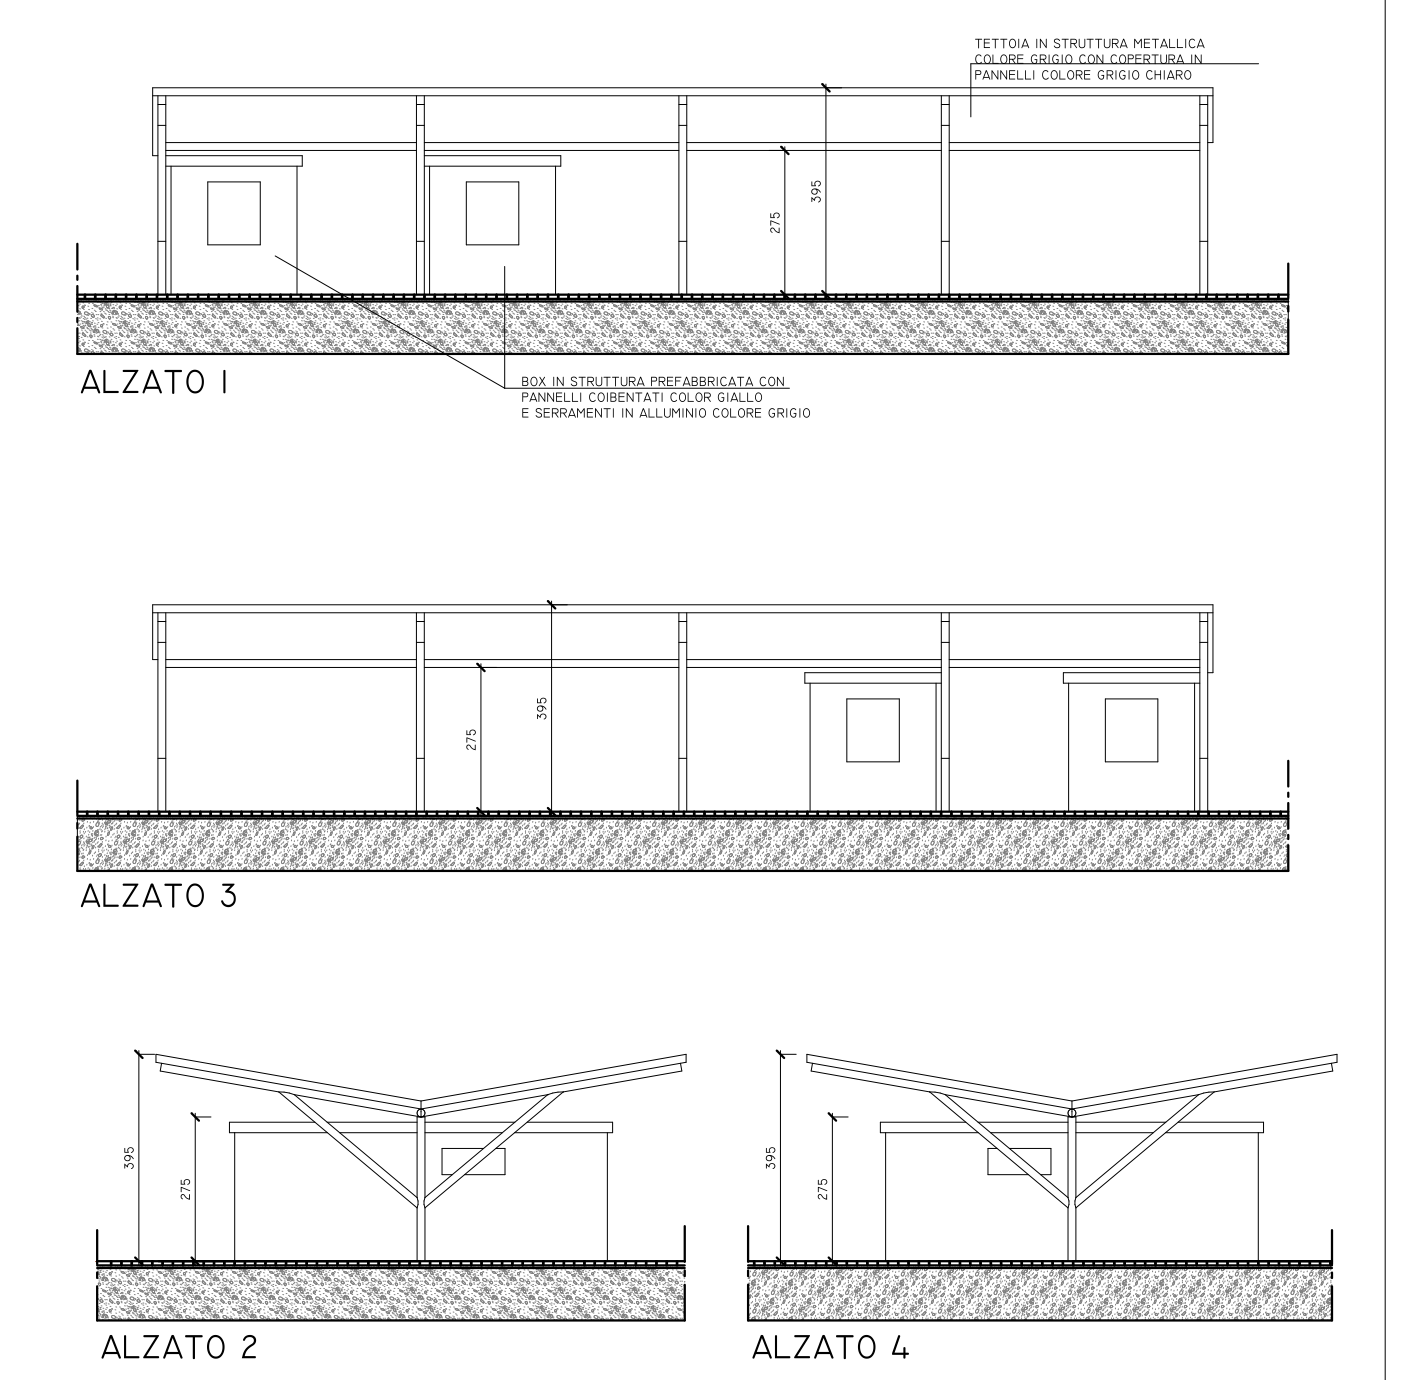 TETTOIA IN STRUTTURA METALLICA
COLORE GRIGIO CON COPERTURA IN
PANNELLI COLORE GRIGIO CHIARO
395
275
ALZATO 1
BOX IN STRUTTURA PREFABBRICATA CON
PANNELLI COIBENTATI COLOR GIALLO
E SERRAMENTI IN ALLUMINIO COLORE GRIGIO
395
275
ALZATO 3
395
275
ALZATO 2
395
275
ALZATO 4